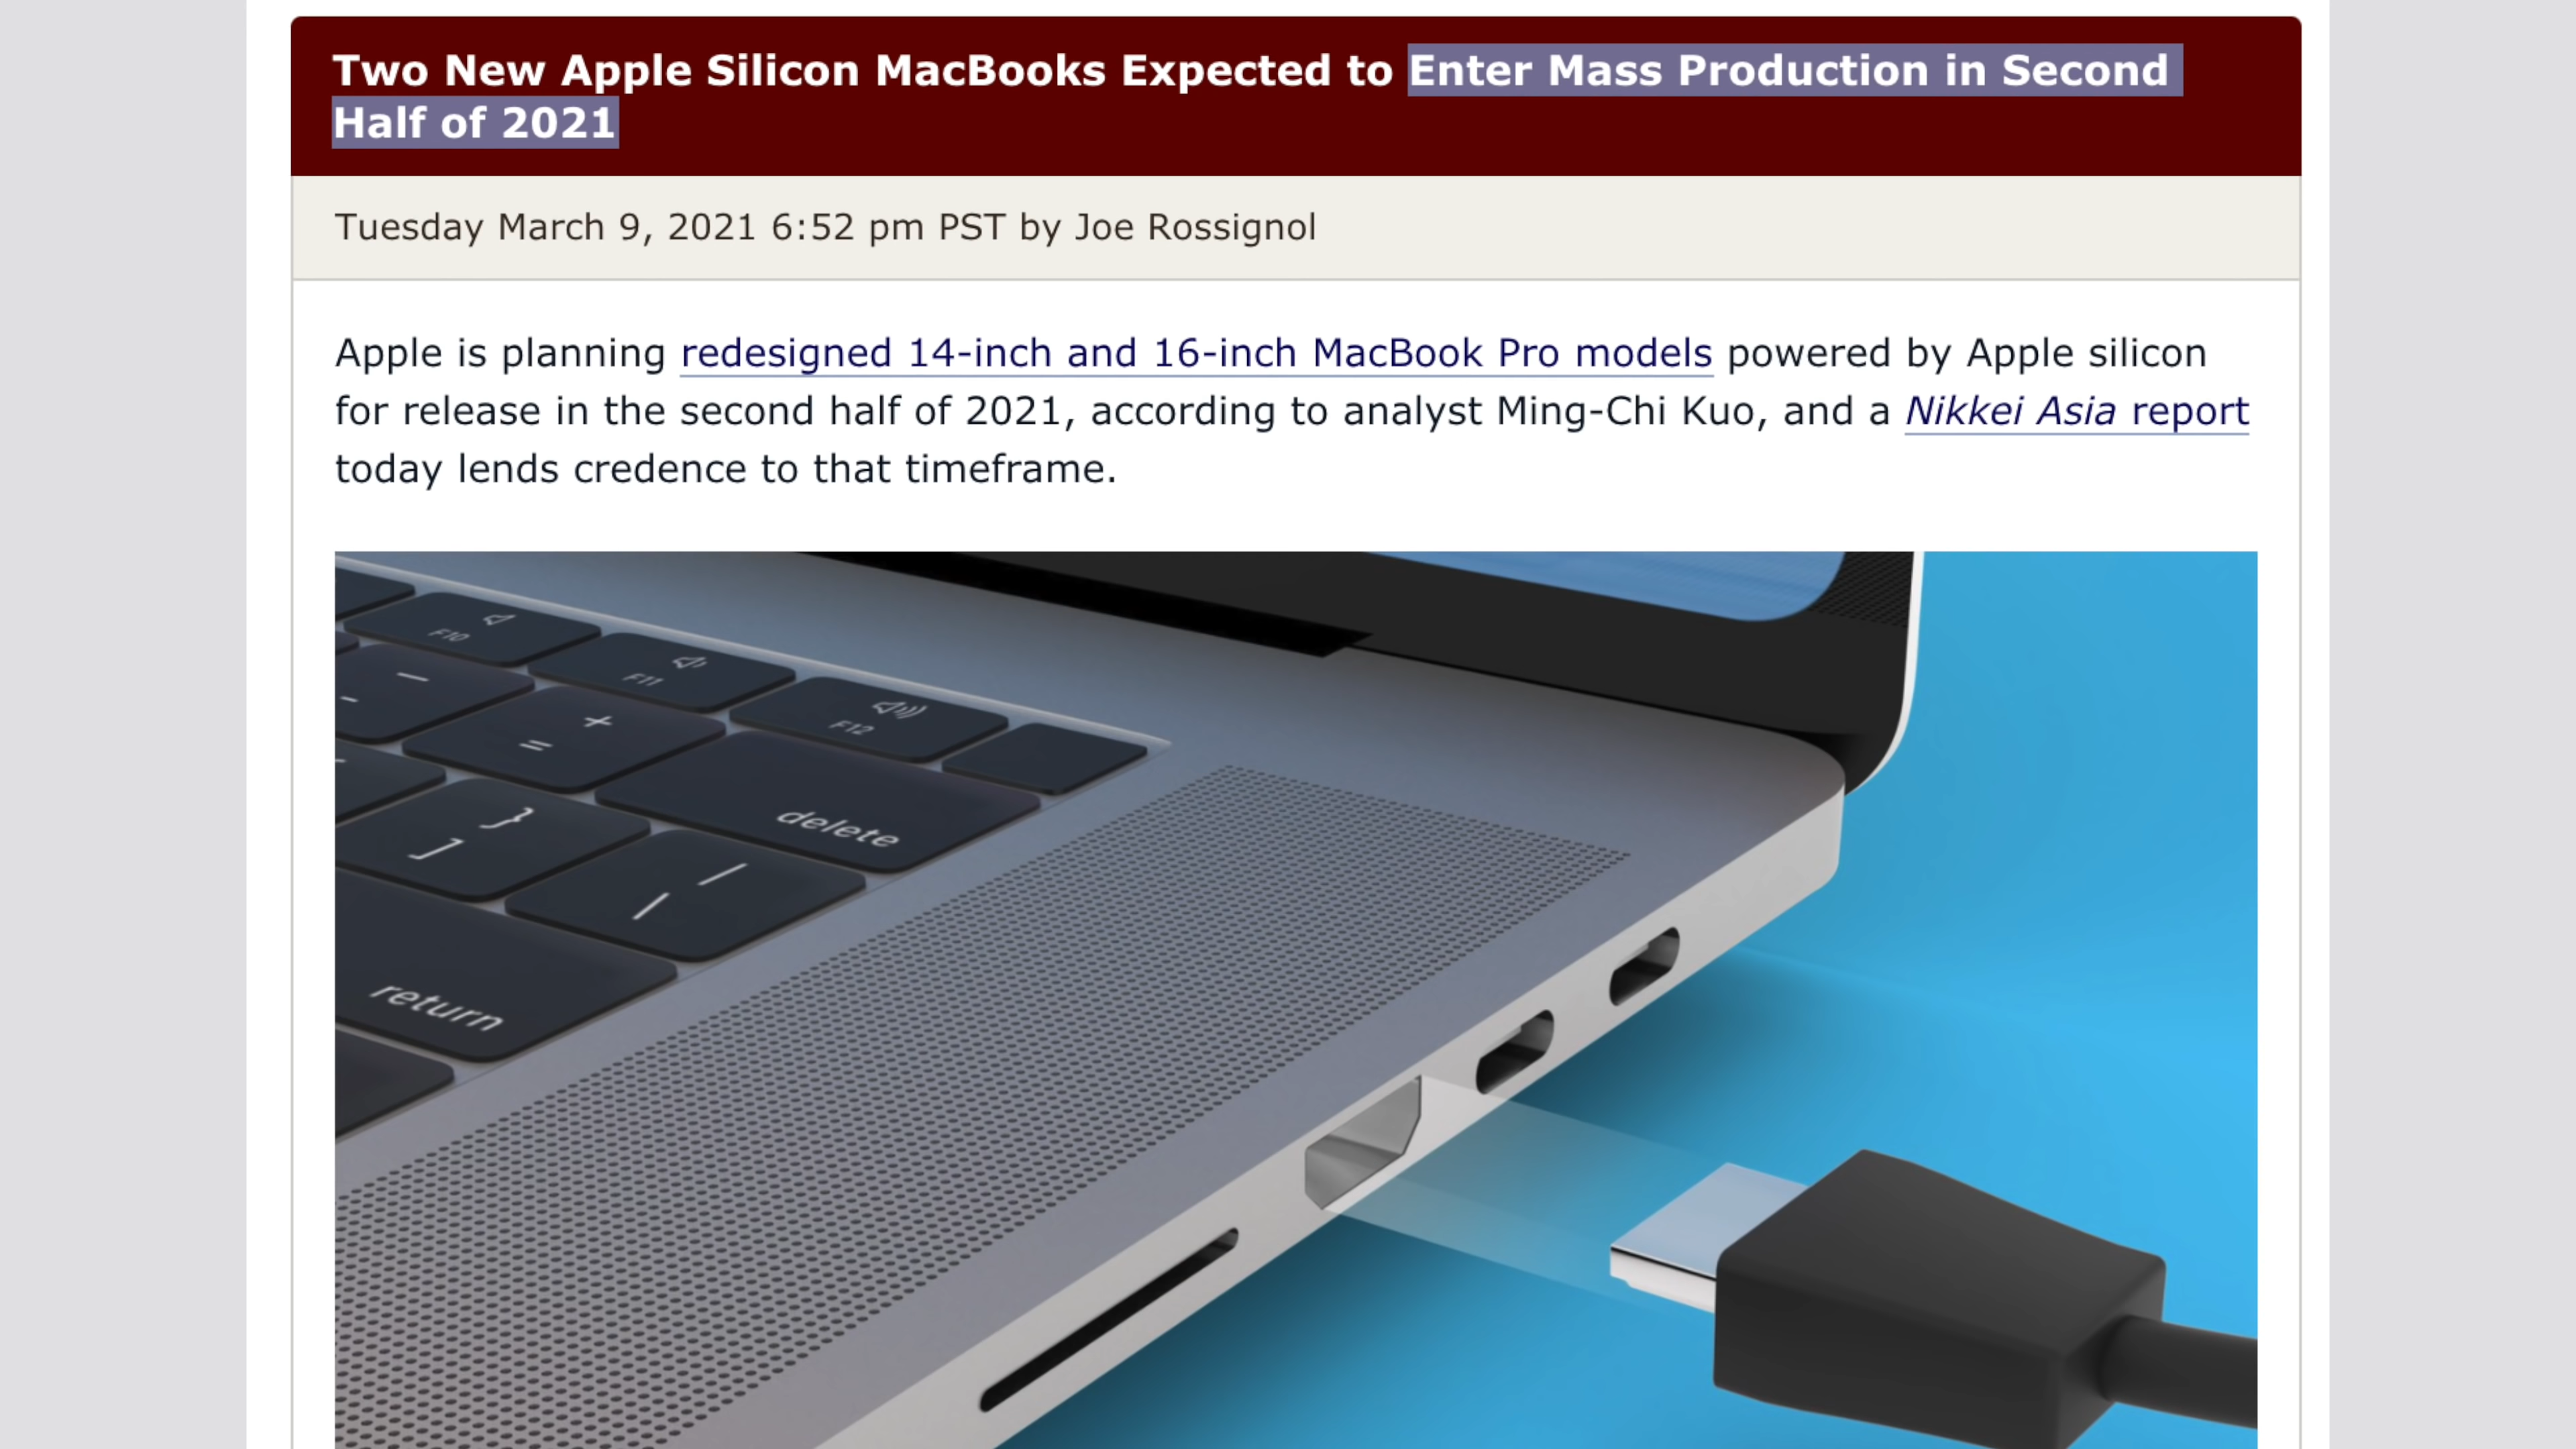 Two New Apple Silicon MacBooks Expected to Enter Mass Production in Second
Half of 2021
Tuesday March 9, 2021 6:52 pm PST by Joe Rossignol
Apple is planning redesigned 14-inch and 16-inch MacBook Pro models powered by Apple silicon
for release in the second half of 2021, according to analyst Ming-Chi Kuo, and a Nikkei Asia report
today lends credence to that timeframe.
F10
F11
F12
+
=
delete
}
]
return